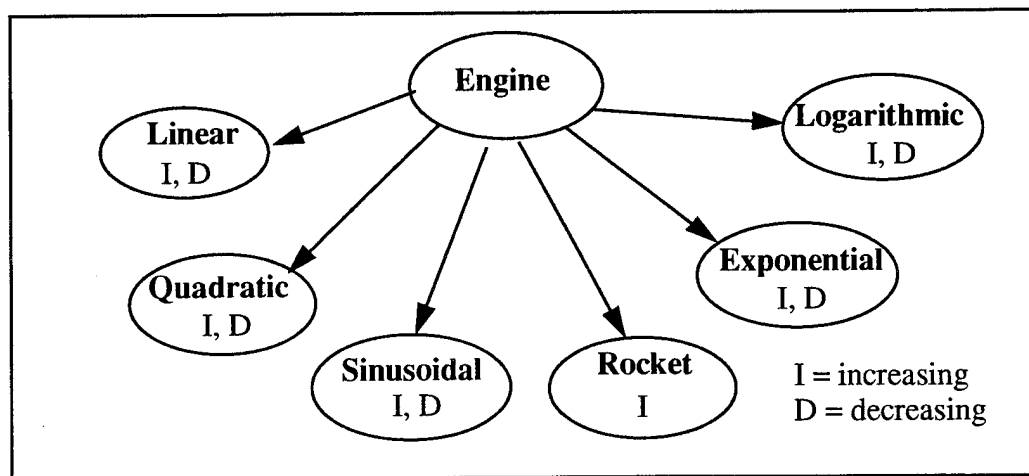 Engine
Linear
I, D
Logarithmic
I, D
Quadratic
I, D
Exponential
I, D
Sinusoidal
I, D
Rocket
I
I = increasing
D = decreasing